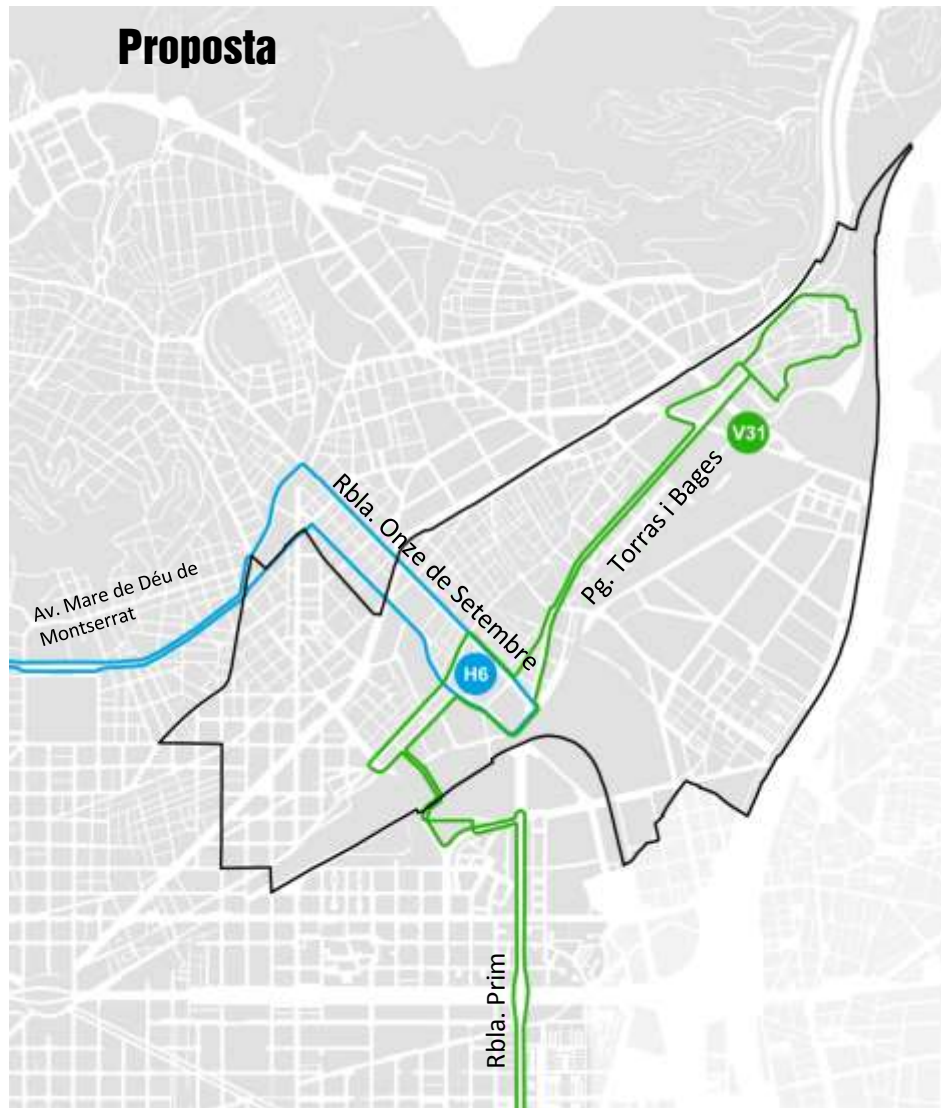 Proposta
V31
Rbla. Onze de Setembre
Pg. Torras i Bages
Av. Mare de Déu de
Montserrat
H6
Rbla. Prim